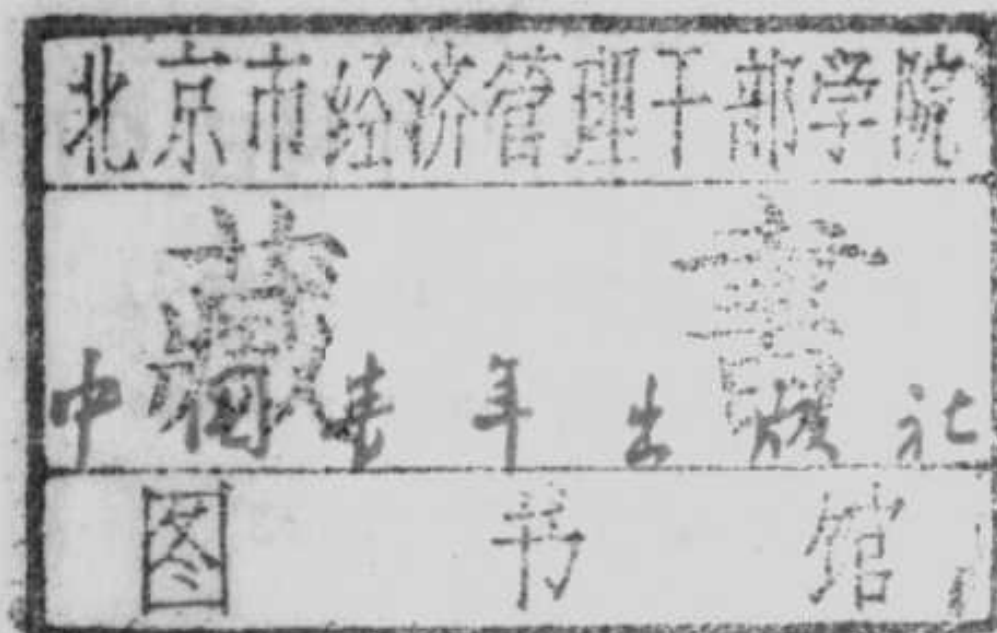 北京市经济管理干部学院
藏 書
中国青年出版社
图 书 馆